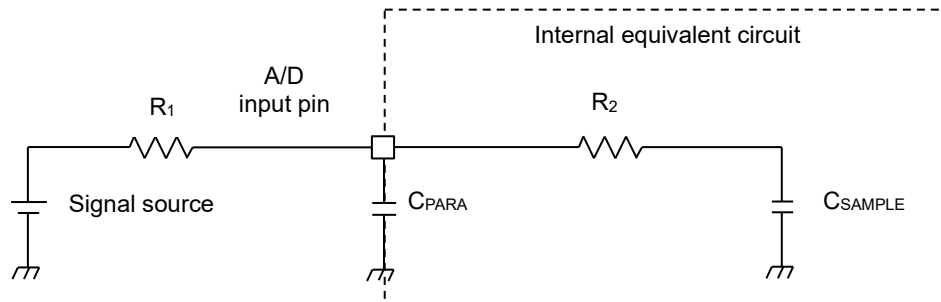 Internal equivalent circuit
A/D
input pin
R1
R2
Signal source
CPARA
CSAMPLE